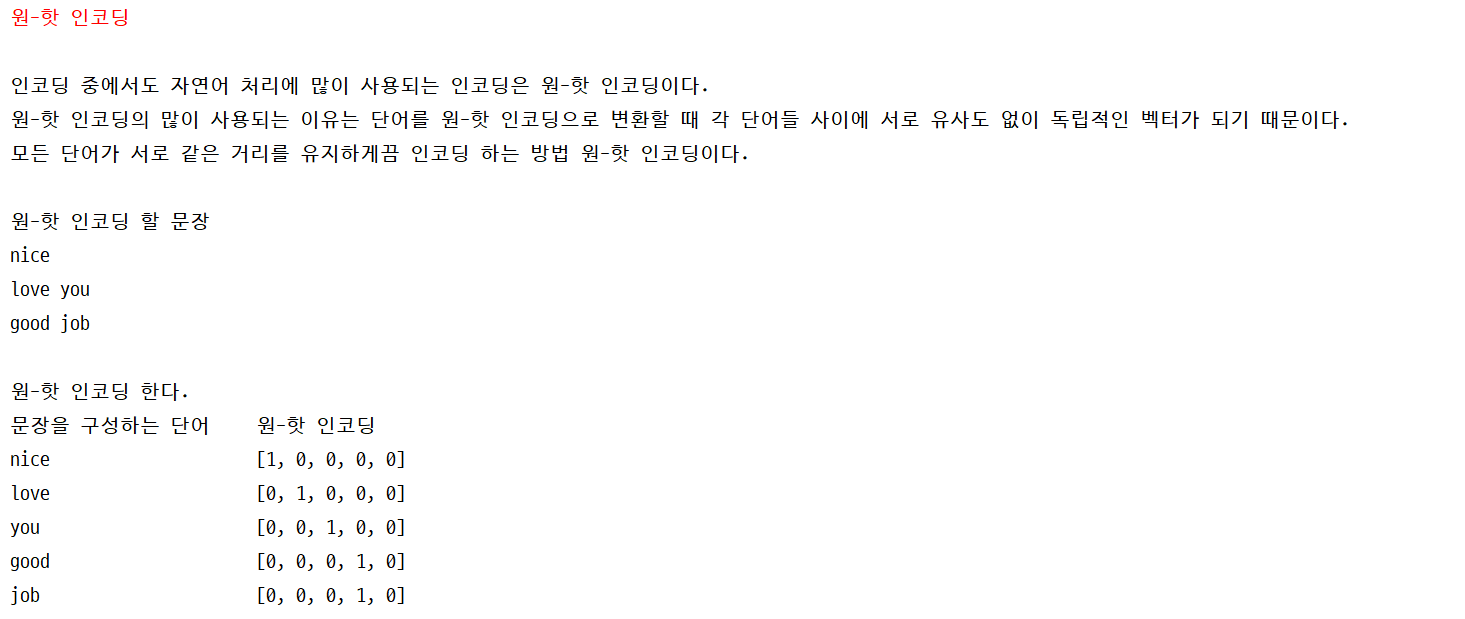 원-핫 인코딩
인코딩 중에서도 자연어 처리에 많이 사용되는 인코딩은 원-핫 인코딩이다.
원-핫 인코딩의 많이 사용되는 이유는 단어를 원-핫 인코딩으로 변환할 때 각 단어들 사이에 서로 유사도 없이 독립적인 벡터가 되기 때문이다.
모든 단어가 서로 같은 거리를 유지하게끔 인코딩 하는 방법 원-핫 인코딩이다.
원-핫 인코딩 할 문장
nice
love you
good job
원-핫 인코딩 한다.
문장을 구성하는 단어 원-핫 인코딩
nice [1, 0, 0, 0, 0]
love [0, 1, 0, 0, 0]
you [0, 0, 1, 0, 0]
good [0, 0, 0, 1, 0]
job [0, 0, 0, 1, 0]